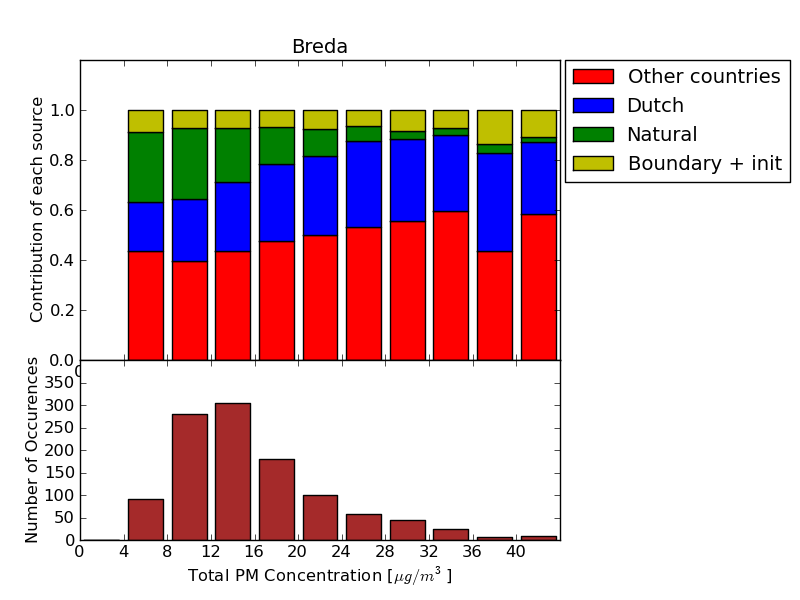 Breda
Other countries
Dutch
Natural
Boundary + init
Contribution of each source
1.0
0.8
0.6
0.4
0.2
0.0
0
Number of Occurences
350
300
250
200
150
100
50
0
0 4 8 12 16 20 24 28 32 36 40
Total PM Concentration [μg/m³ ]